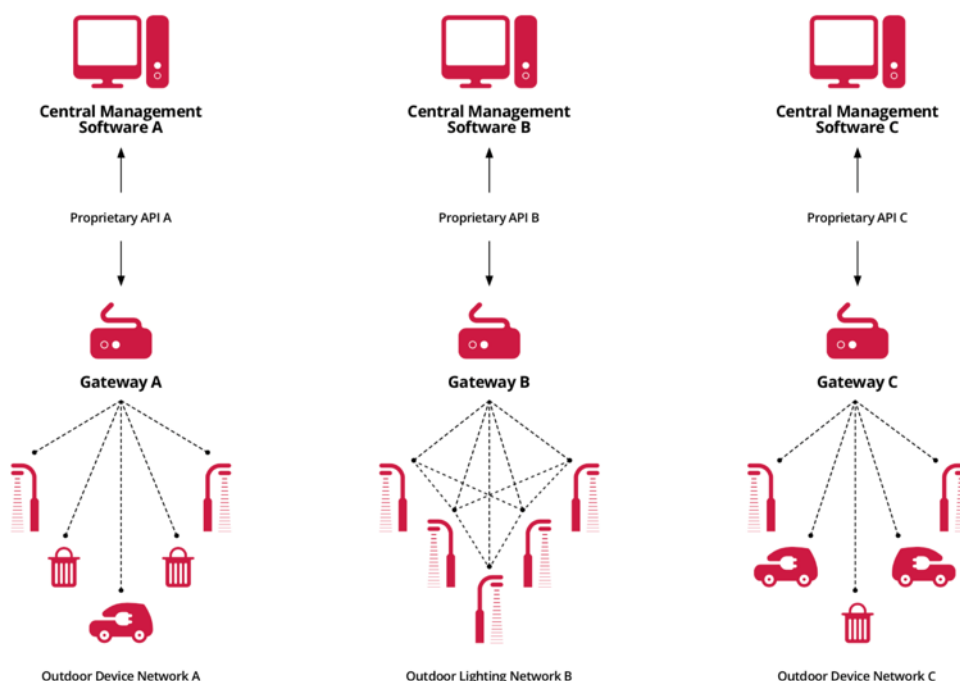 Central Management
Software A
Central Management
Software B
Central Management
Software C
Proprietary API A
Proprietary API B
Proprietary API C
Gateway A
Gateway B
Gateway C
Outdoor Device Network A
Outdoor Lighting Network B
Outdoor Device Network C